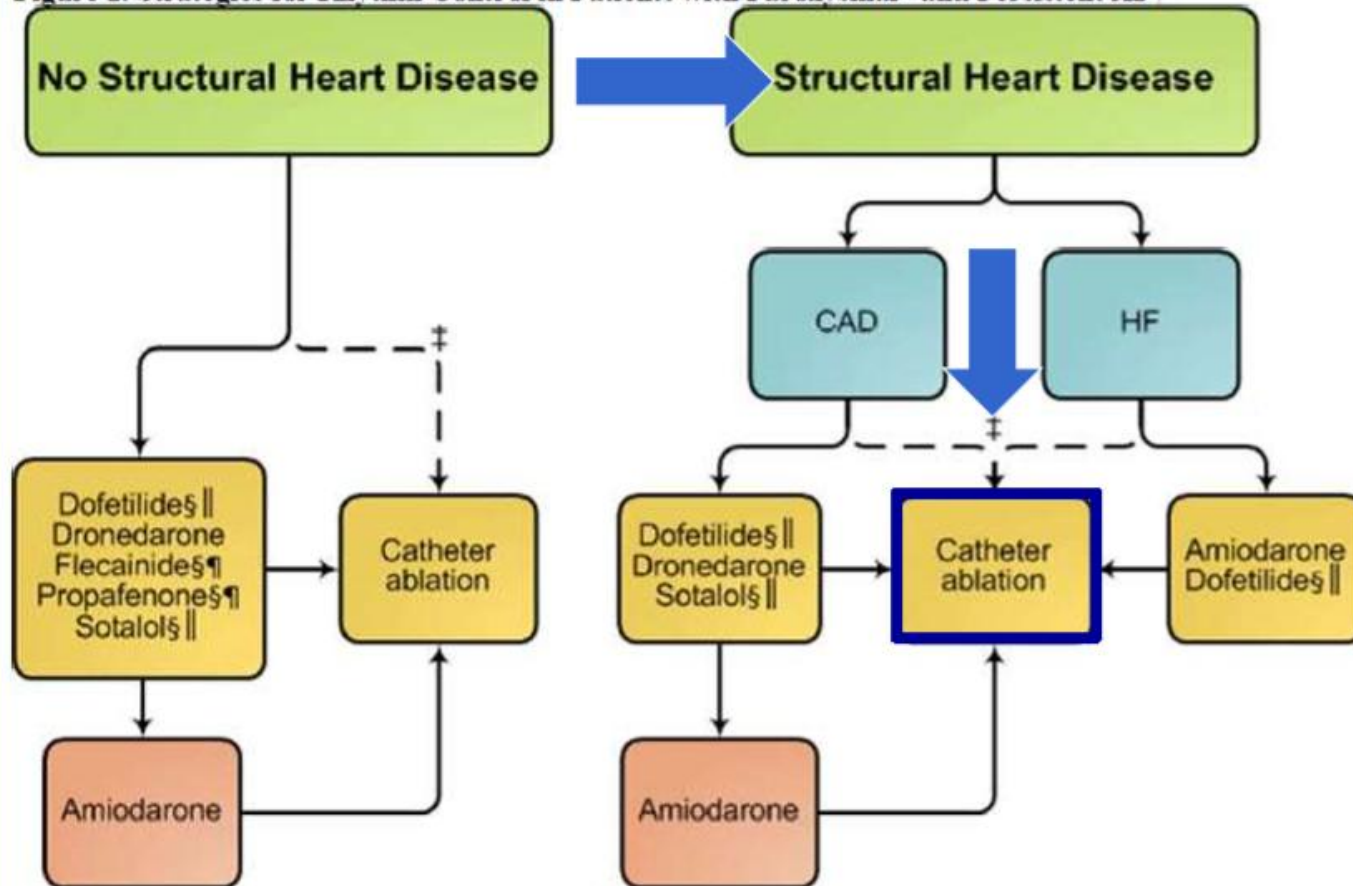 No Structural Heart Disease
Structural Heart Disease
CAD
HF
‡
‡
Dofetilide§ǁ
Dronedarone
Flecainide§¶
Propafenone§¶
Sotalol§ǁ
Catheter
ablation
Dofetilide§ǁ
Dronedarone
Sotalol§ǁ
Catheter
ablation
Amiodarone
Dofetilide§ǁ
Amiodarone
Amiodarone